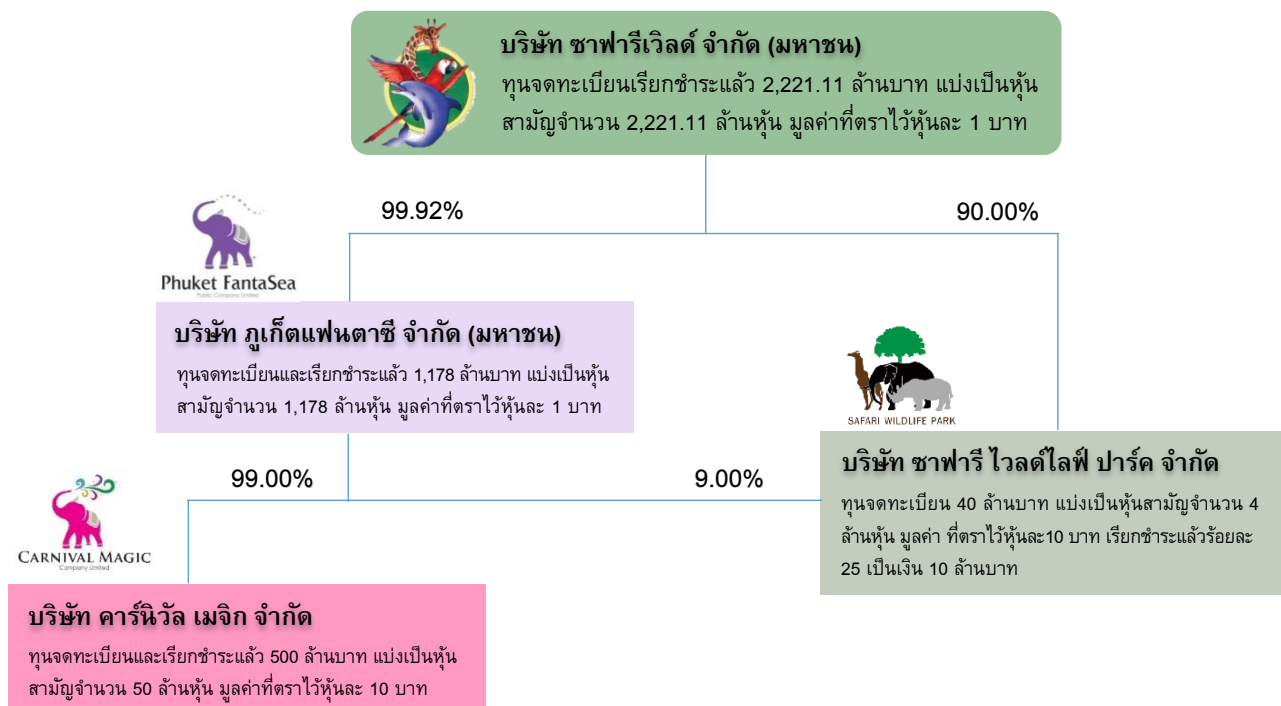 บริษัท ซาฟารีเวิลด์ จำกัด (มหาชน)
ทุนจดทะเบียนเรียกชำระแล้ว 2,221.11 ล้านบาท แบ่งเป็นหุ้น
สามัญจำนวน 2,221.11 ล้านหุ้น มูลค่าที่ตราไว้หุ้นละ 1 บาท
99.92%
90.00%
Phuket FantaSea
Public Company Limited
บริษัท ภูเก็ตแฟนตาซี จำกัด (มหาชน)
ทุนจดทะเบียนและเรียกชำระแล้ว 1,178 ล้านบาท แบ่งเป็นหุ้น
สามัญจำนวน 1,178 ล้านหุ้น มูลค่าที่ตราไว้หุ้นละ 1 บาท
SAFARI WILDLIFE PARK
99.00%
9.00%
บริษัท ซาฟารี ไวลด์ไลฟ์ ปาร์ค จำกัด
ทุนจดทะเบียน 40 ล้านบาท แบ่งเป็นหุ้นสามัญจำนวน 4
ล้านหุ้น มูลค่า ที่ตราไว้หุ้นละ10 บาท เรียกชำระแล้วร้อยละ
25 เป็นเงิน 10 ล้านบาท
CARNIVAL MAGIC
Company Limited
บริษัท คาร์นิวัล เมจิก จำกัด
ทุนจดทะเบียนและเรียกชำระแล้ว 500 ล้านบาท แบ่งเป็นหุ้น
สามัญจำนวน 50 ล้านหุ้น มูลค่าที่ตราไว้หุ้นละ 10 บาท